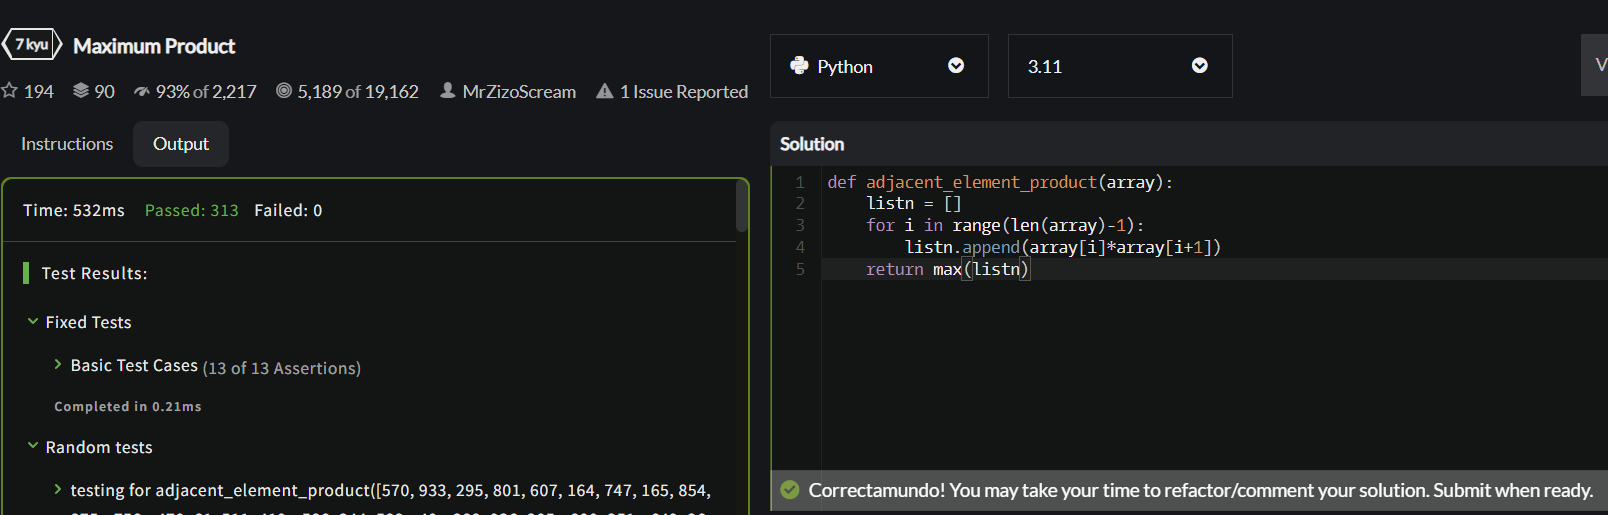 7 kyu Maximum Product
194 90 93% of 2,217 5,189 of 19,162 MrZizoScream 1 Issue Reported
Instructions Output
Time: 532ms Passed: 313 Failed: 0
Test Results:
Fixed Tests
Basic Test Cases (13 of 13 Assertions)
Completed in 0.21ms
Random tests
testing for adjacent_element_product([570, 933, 295, 801, 607, 164, 747, 165, 854,
Python 3.11 V
Solution
1 def adjacent_element_product(array):
2 listn = []
3 for i in range(len(array)-1):
4 listn.append(array[i]*array[i+1])
5 return max(listn)
Correctamundo! You may take your time to refactor/comment your solution. Submit when ready.